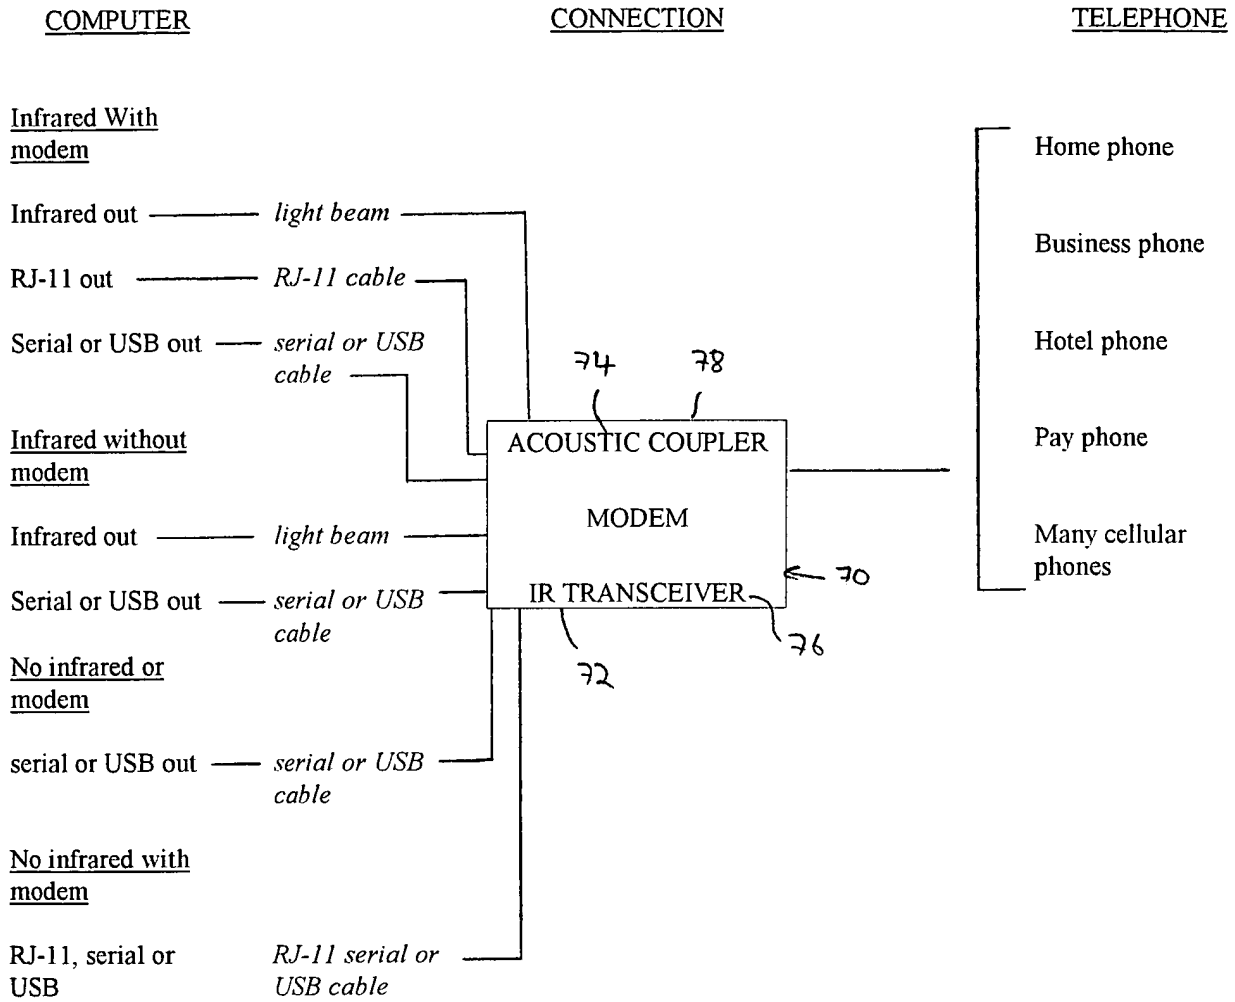 COMPUTER
CONNECTION
TELEPHONE
Infrared With
modem
Infrared out
light beam
RJ-11 out
RJ-11 cable
Serial or USB out
serial or USB
cable
Infrared without
modem
Infrared out
light beam
Serial or USB out
serial or USB
cable
No infrared or
modem
serial or USB out
serial or USB
cable
No infrared with
modem
RJ-11, serial or
USB
RJ-11 serial or
USB cable
74
78
ACOUSTIC COUPLER
MODEM
IR TRANSCEIVER
70
76
72
Home phone
Business phone
Hotel phone
Pay phone
Many cellular
phones